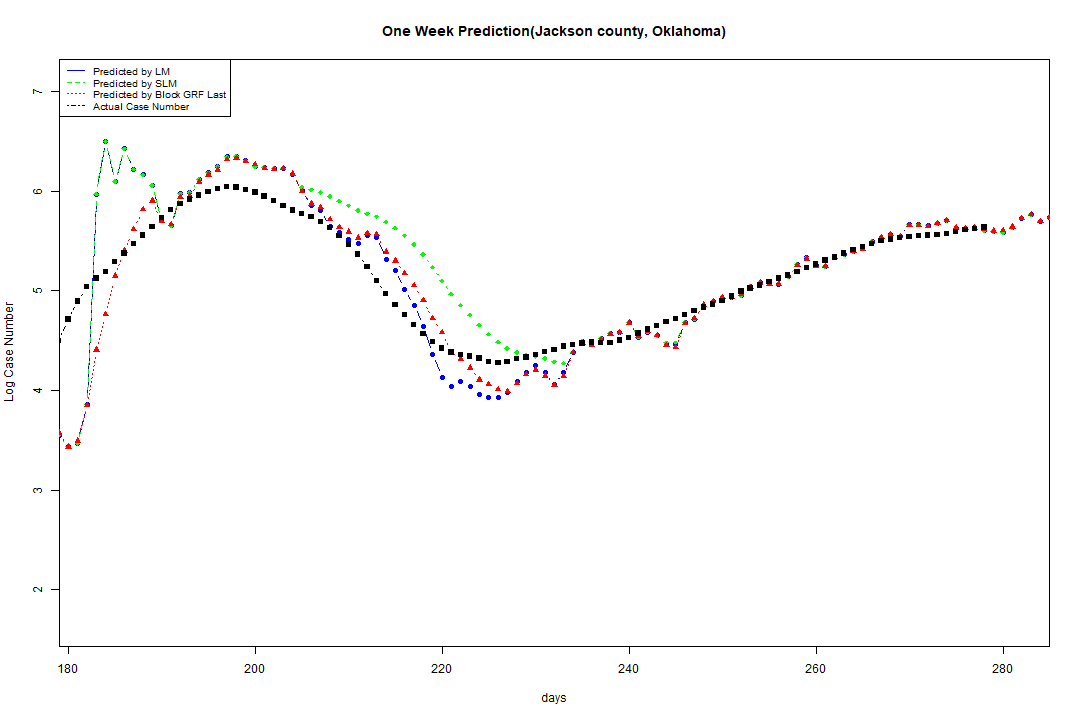 One Week Prediction(Jackson county, Oklahoma)
Predicted by LM
Predicted by SLM
Predicted by Block GRF Last
Actual Case Number
Log Case Number
7
6
5
4
3
2
180 200 220 240 260 280
days